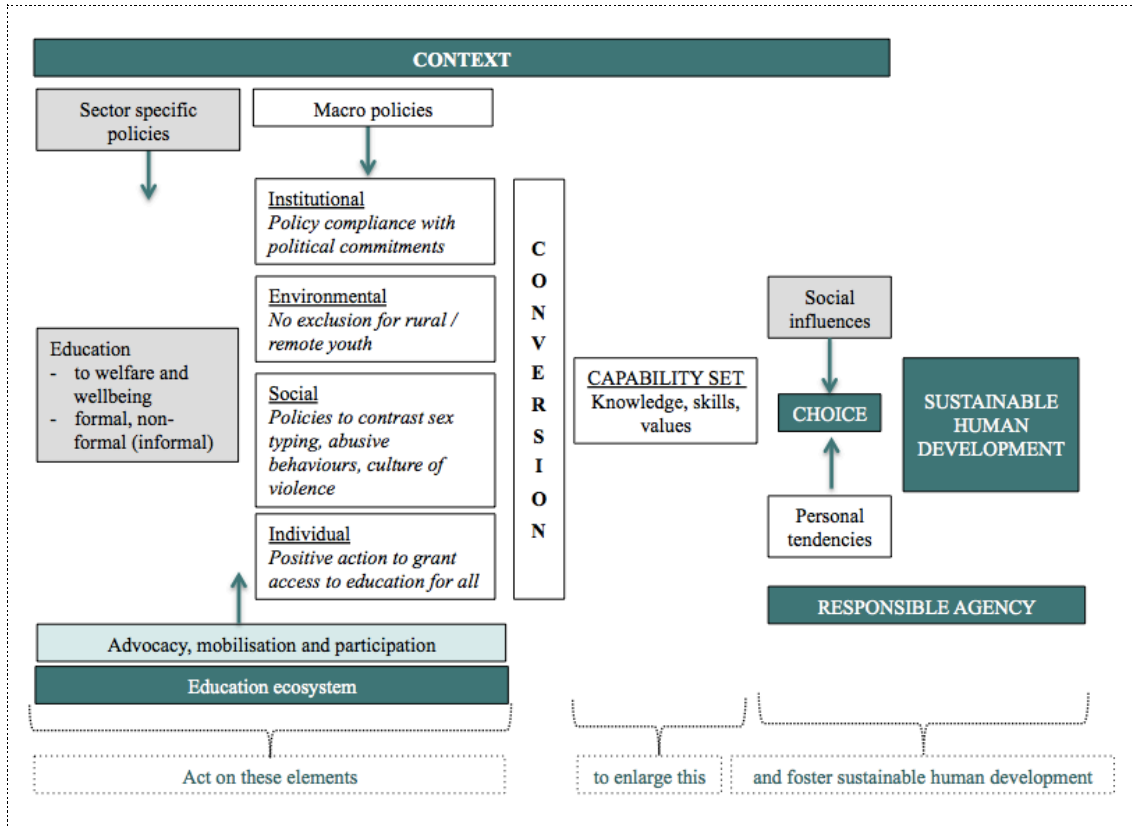 CONTEXT
Sector specific
policies
Macro policies
Institutional
Policy compliance with
political commitments
Environmental
No exclusion for rural /
remote youth
Education
- to welfare and
wellbeing
- formal, non-
formal (informal)
Social
Policies to contrast sex
typing, abusive
behaviours, culture of
violence
Individual
Positive action to grant
access to education for all
C
O
N
V
E
R
S
I
O
N
CAPABILITY SET
Knowledge, skills,
values
Social
influences
CHOICE
Personal
tendencies
SUSTAINABLE
HUMAN
DEVELOPMENT
RESPONSIBLE AGENCY
Advocacy, mobilisation and participation
Education ecosystem
Act on these elements
to enlarge this
and foster sustainable human development